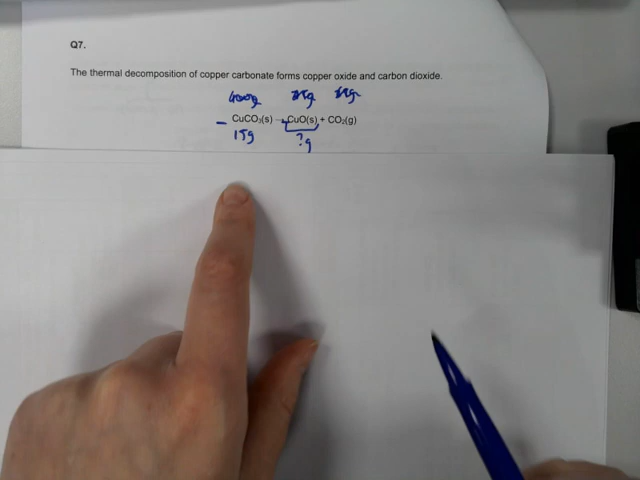 Q7.
The thermal decomposition of copper carbonate forms copper oxide and carbon dioxide.
CuCO₃(s) → CuO(s) + CO₂(g)
15g ?g